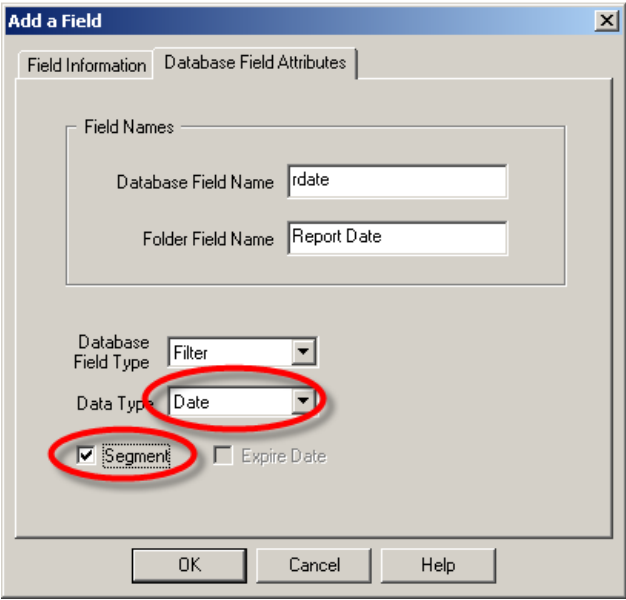 Add a Field
Field Information Database Field Attributes
Field Names
Database Field Name rdate
Folder Field Name Report Date
Database
Field Type Filter
Data Type Date
Segment Expire Date
OK Cancel Help